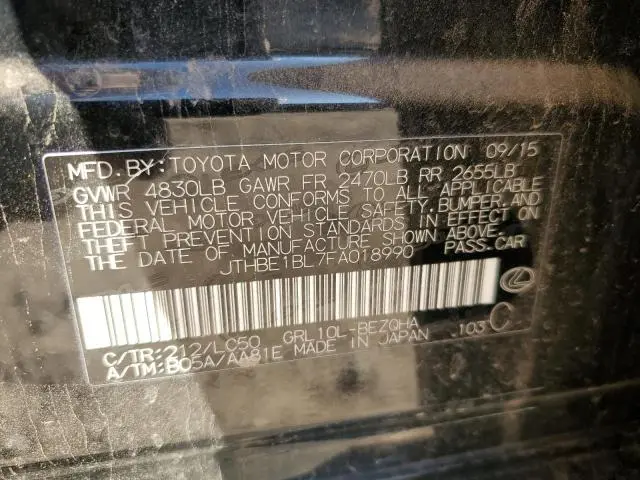 MFD. BY: TOYOTA MOTOR CORPORATION 09/15
GVWR 4830LB GAWR FR 2470LB RR 2655LB
THIS VEHICLE CONFORMS TO ALL APPLICABLE
FEDERAL MOTOR VEHICLE SAFETY, BUMPER, AND
THEFT PREVENTION STANDARDS IN EFFECT ON
THE DATE OF MANUFACTURE SHOWN ABOVE.
JTHBE1BL7FA018990 PASS-CAR
C/TR:212/LC50 GRL10L-BEZQHA .103 C
A/TM:B05A/AA81E MADE IN JAPAN